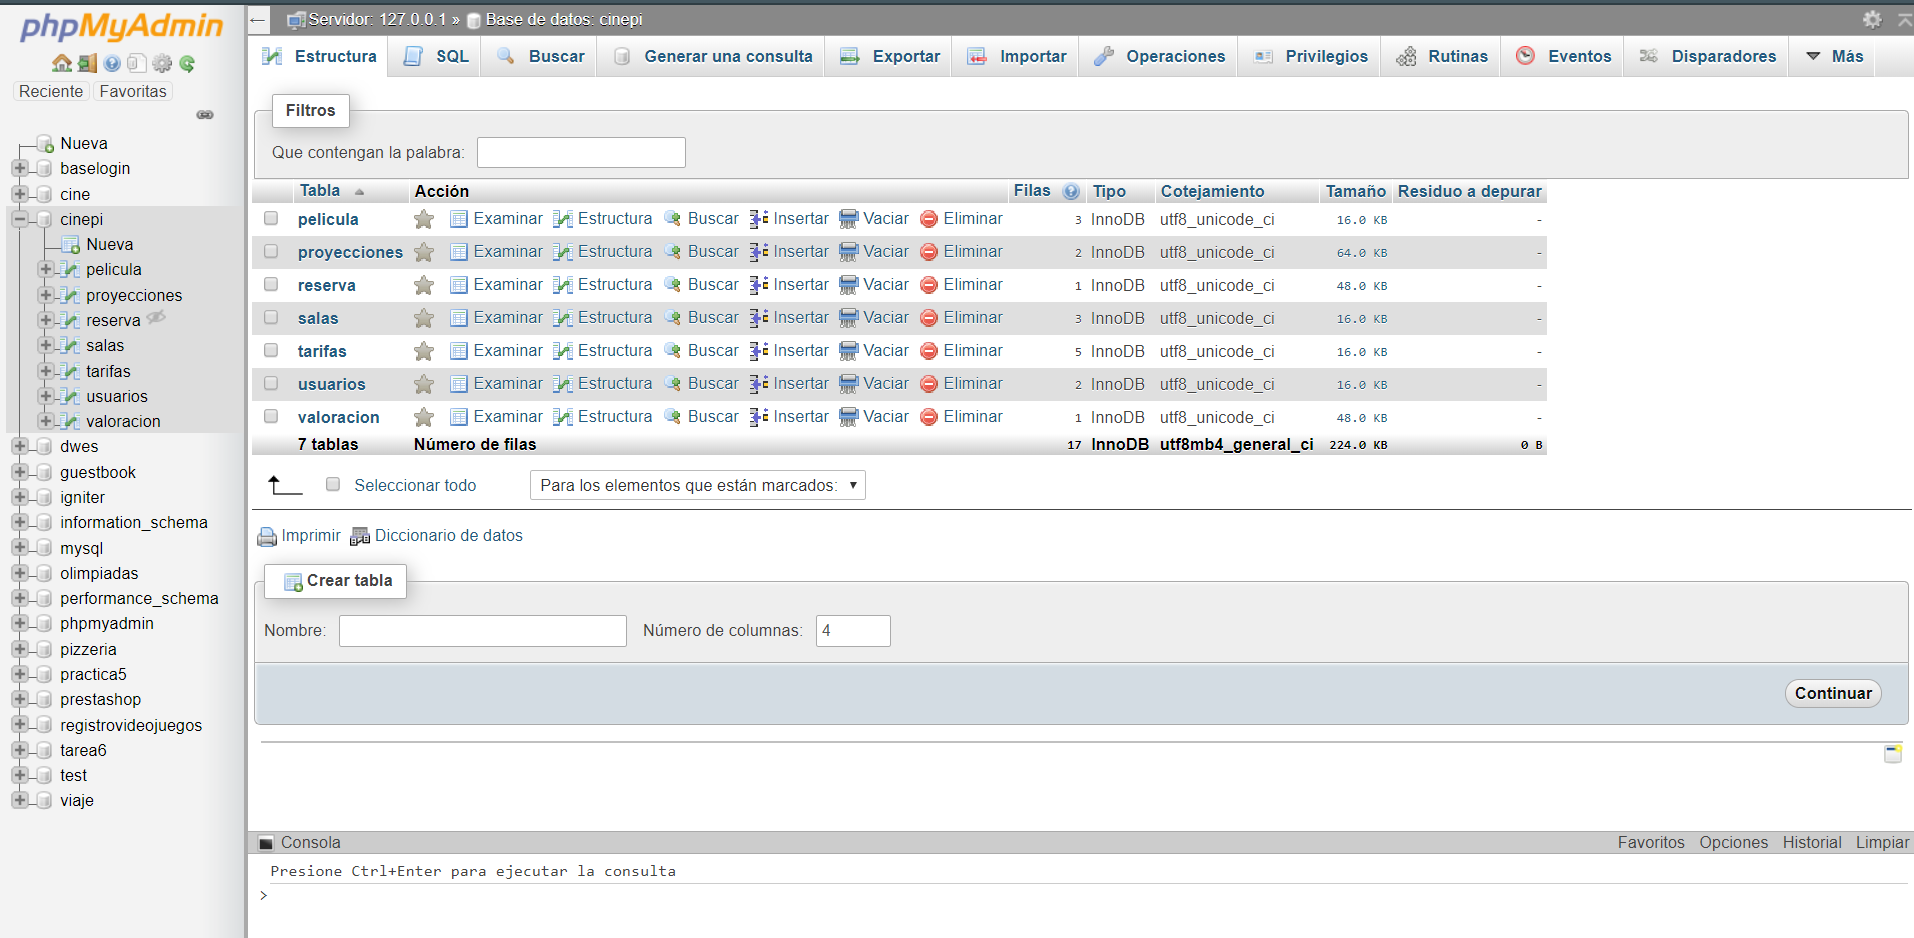 phpMyAdmin
Reciente Favoritas
Nueva
baselogin
cine
cinepi
Nueva
pelicula
proyecciones
reserva
salas
tarifas
usuarios
valoracion
dwes
guestbook
igniter
information_schema
mysql
olimpiadas
performance_schema
phpmyadmin
pizzeria
practica5
prestashop
registrovideojuegos
tarea6
test
viaje
Servidor: 127.0.0.1 » Base de datos: cinepi
Estructura SQL Buscar Generar una consulta Exportar Importar Operaciones Privilegios Rutinas Eventos Disparadores Más
Filtros
Que contengan la palabra:
Tabla Acción Filas Tipo Cotejamiento Tamaño Residuo a depurar
pelicula Examinar Estructura Buscar Insertar Vaciar Eliminar 3 InnoDB utf8_unicode_ci 16.0 KB -
proyecciones Examinar Estructura Buscar Insertar Vaciar Eliminar 2 InnoDB utf8_unicode_ci 64.0 KB -
reserva Examinar Estructura Buscar Insertar Vaciar Eliminar 1 InnoDB utf8_unicode_ci 48.0 KB -
salas Examinar Estructura Buscar Insertar Vaciar Eliminar 3 InnoDB utf8_unicode_ci 16.0 KB -
tarifas Examinar Estructura Buscar Insertar Vaciar Eliminar 5 InnoDB utf8_unicode_ci 16.0 KB -
usuarios Examinar Estructura Buscar Insertar Vaciar Eliminar 2 InnoDB utf8_unicode_ci 16.0 KB -
valoracion Examinar Estructura Buscar Insertar Vaciar Eliminar 1 InnoDB utf8_unicode_ci 48.0 KB -
7 tablas Número de filas 17 InnoDB utf8mb4_general_ci 224.0 KB 0 B
Seleccionar todo Para los elementos que están marcados:
Imprimir Diccionario de datos
Crear tabla
Nombre: Número de columnas: 4
Continuar
Consola Favoritos Opciones Historial Limpiar
Presione Ctrl+Enter para ejecutar la consulta
>